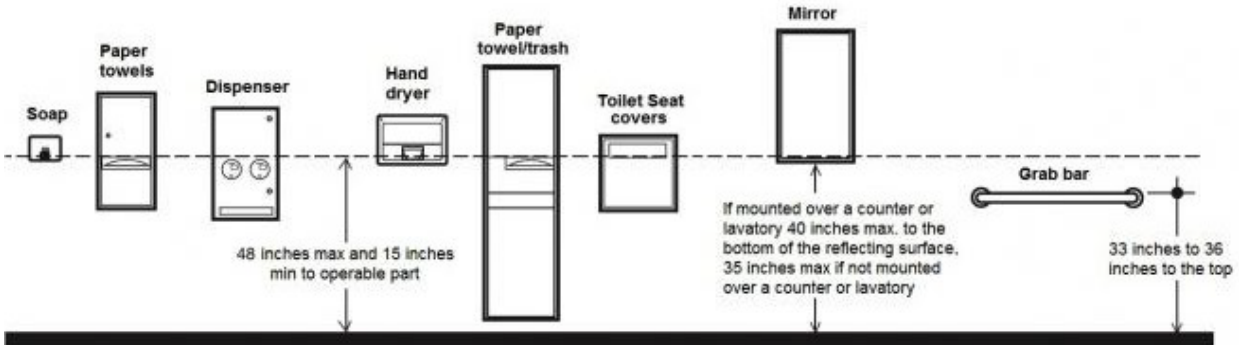 Soap
Paper
towels
Dispenser
Hand
dryer
Paper
towel/trash
Toilet Seat
covers
Mirror
Grab bar
48 inches max and 15 inches
min to operable part
If mounted over a counter or
lavatory 40 inches max. to the
bottom of the reflecting surface.
35 inches max if not mounted
over a counter or lavatory
33 inches to 36
inches to the top